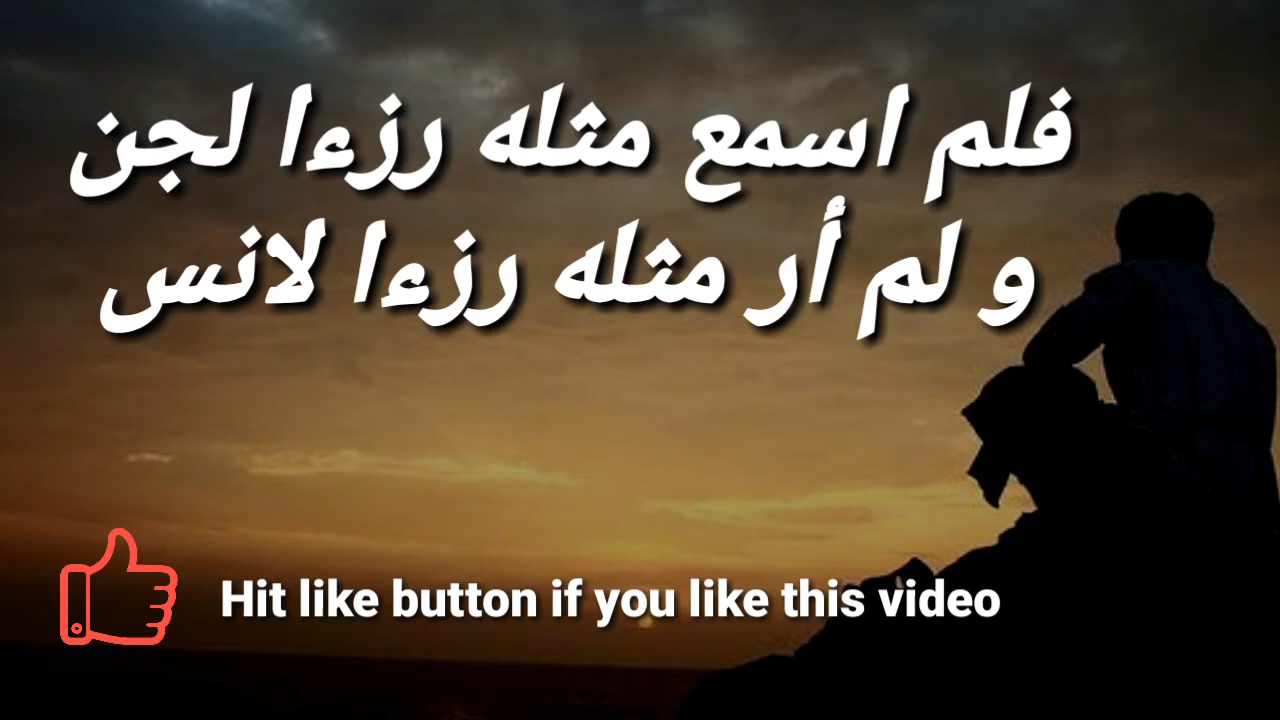 فلم اسمع مثله رزءا لجن
و لم أر مثله رزءا لانس
Hit like button if you like this video